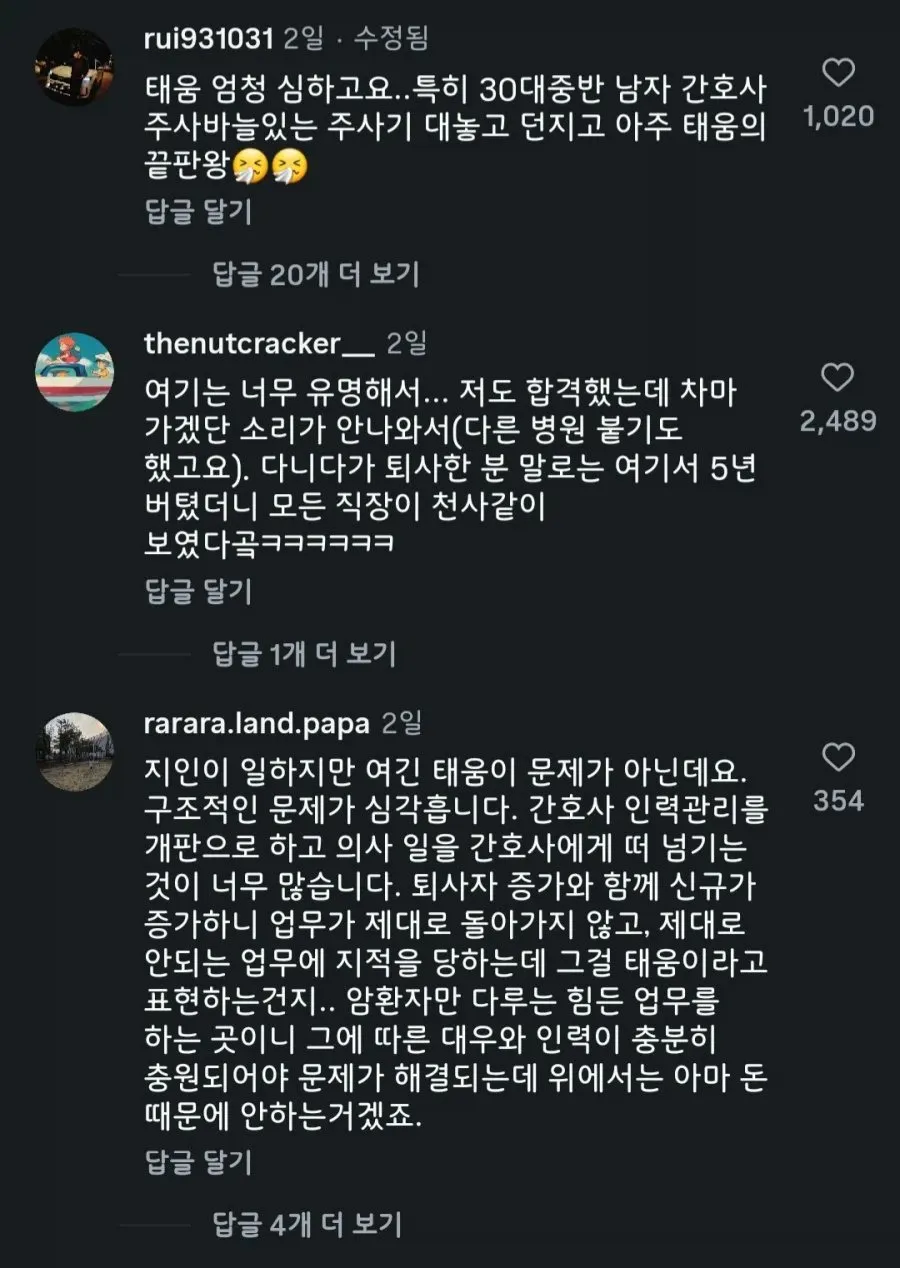 rui931031 2일 · 수정됨
태움 엄청 심하고요..특히 30대중반 남자 간호사
주사바늘있는 주사기 대놓고 던지고 아주 태움의
끝판왕🤧🤧
1,020
답글 달기
답글 20개 더 보기
thenutcracker__ 2일
여기는 너무 유명해서... 저도 합격했는데 차마
가겠단 소리가 안나와서(다른 병원 붙기도
했고요). 다니다가 퇴사한 분 말로는 여기서 5년
버텼더니 모든 직장이 천사같이
보였다곸ㅋㅋㅋㅋㅋㅋ
2,489
답글 달기
답글 1개 더 보기
rarara.land.papa 2일
지인이 일하지만 여긴 태움이 문제가 아닌데요.
구조적인 문제가 심각흡니다. 간호사 인력관리를
개판으로 하고 의사 일을 간호사에게 떠 넘기는
것이 너무 많습니다. 퇴사자 증가와 함께 신규가
증가하니 업무가 제대로 돌아가지 않고, 제대로
안되는 업무에 지적을 당하는데 그걸 태움이라고
표현하는건지.. 암환자만 다루는 힘든 업무를
하는 곳이니 그에 따른 대우와 인력이 충분히
충원되어야 문제가 해결되는데 위에서는 아마 돈
때문에 안하는거겠죠.
354
답글 달기
답글 4개 더 보기